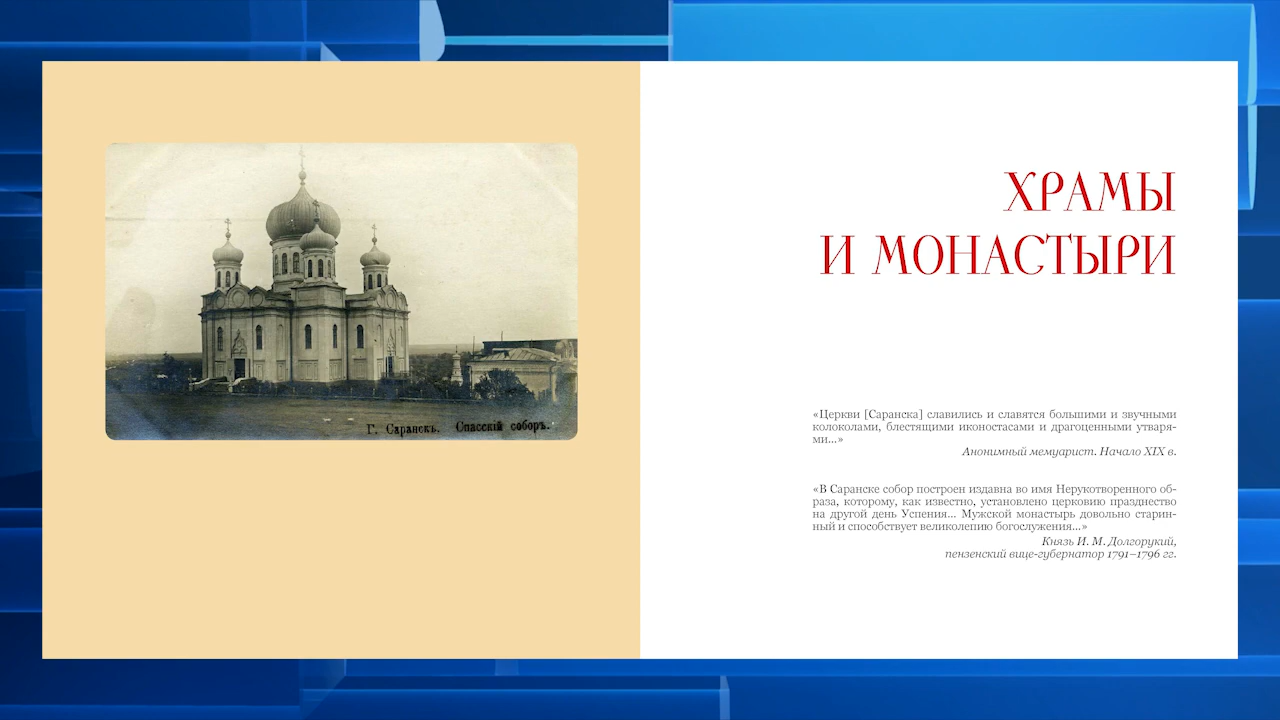 Г. Саранскъ. Спасскій соборъ.
ХРАМЫ
И МОНАСТЫРИ
«Церкви [Саранска] славились и славятся большими и звучными
колоколами, блестящими иконостасами и драгоценными утваря-
ми...»
Анонимный мемуарист. Начало XIX в.
«В Саранске собор построен издавна во имя Нерукотворенного об-
раза, которому, как известно, установлено церковию празднество
на другой день Успения... Мужской монастырь довольно старин-
ный и способствует великолепию богослужения...»
Князь И. М. Долгорукий,
пензенский вице-губернатор 1791–1796 гг.